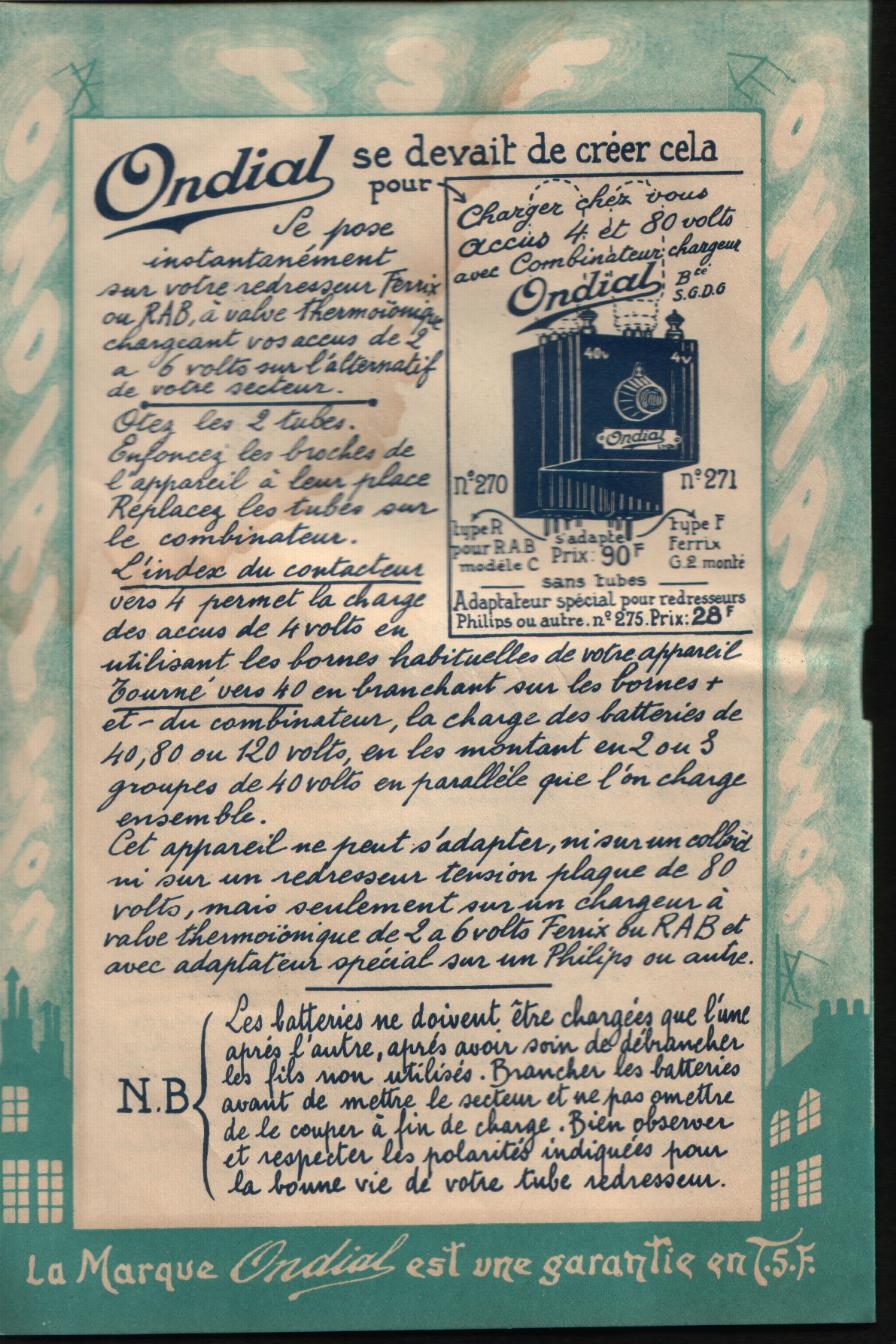 T S F
ONDIAL Lyon
ONDIAL Lyon
Ondial se devait de créer cela
pour
Se pose
instantanément
sur votre redresseur Ferrix
ou RAB, à valve thermoïonique
chargeant vos accus de 2
a 6 volts sur l'alternatif
de votre secteur.
Otez les 2 tubes.
Enfoncez les broches de
l'appareil à leur place
Replacez les tubes sur
le combinateur.
L'index du contacteur
vers 4 permet la charge
des accus de 4 volts en
Charger chez vous
accus 4 et 80 volts
avec Combinateur chargeur
Ondial Bté
S.G.D.G
40v 4v
Ondial
n° 270 n° 271
type R
pour R.A.B
modèle C
s'adapte
Prix: 90F
type F
Ferrix
G.2 monté
sans tubes
Adaptateur spécial pour redresseurs
Philips ou autre. n° 275. Prix: 28F
utilisant les bornes habituelles de votre appareil
Tourné vers 40 en branchant sur les bornes +
et - du combinateur, la charge des batteries de
40, 80 ou 120 volts, en les montant en 2 ou 3
groupes de 40 volts en parallèle que l'on charge
ensemble.
Cet appareil ne peut s'adapter, ni sur un colloïd
ni sur un redresseur tension plaque de 80
volts, mais seulement sur un chargeur à
valve thermoïonique de 2 a 6 volts Ferrix ou RAB et
avec adaptateur spécial sur un Philips ou autre.
N.B
Les batteries ne doivent être chargées que l'une
aprés l'autre, aprés avoir soin de débrancher
les fils non utilisés. Brancher les batteries
avant de mettre le secteur et ne pas omettre
de le couper à fin de charge. Bien observer
et respecter les polarités indiquées pour
la bonne vie de votre tube redresseur.
La Marque Ondial est une garantie en T.S.F.